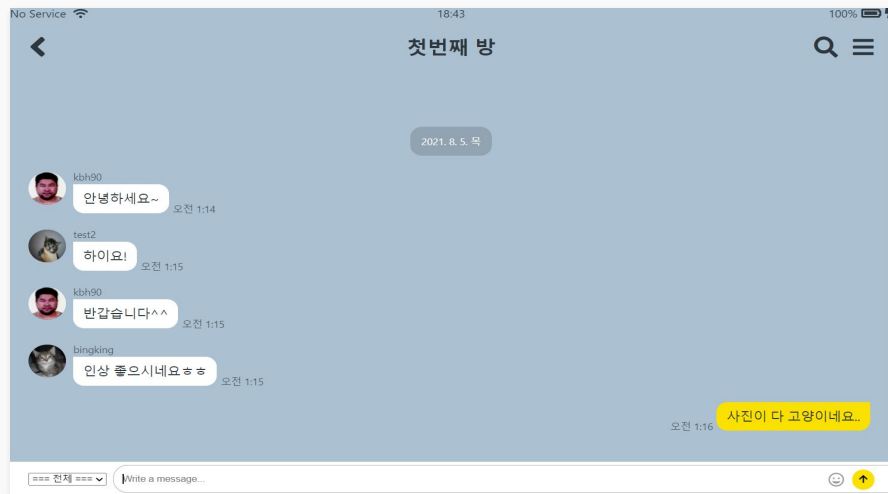 No Service 18:43 100%
첫번째 방
2021. 8. 5. 목
kbh90
안녕하세요~ 오전 1:14
test2
하이요! 오전 1:15
kbh90
반갑습니다^^ 오전 1:15
bingking
인상 좋으시네요ㅎㅎ 오전 1:15
오전 1:16 사진이 다 고양이네요..
=== 전체 === Write a message...